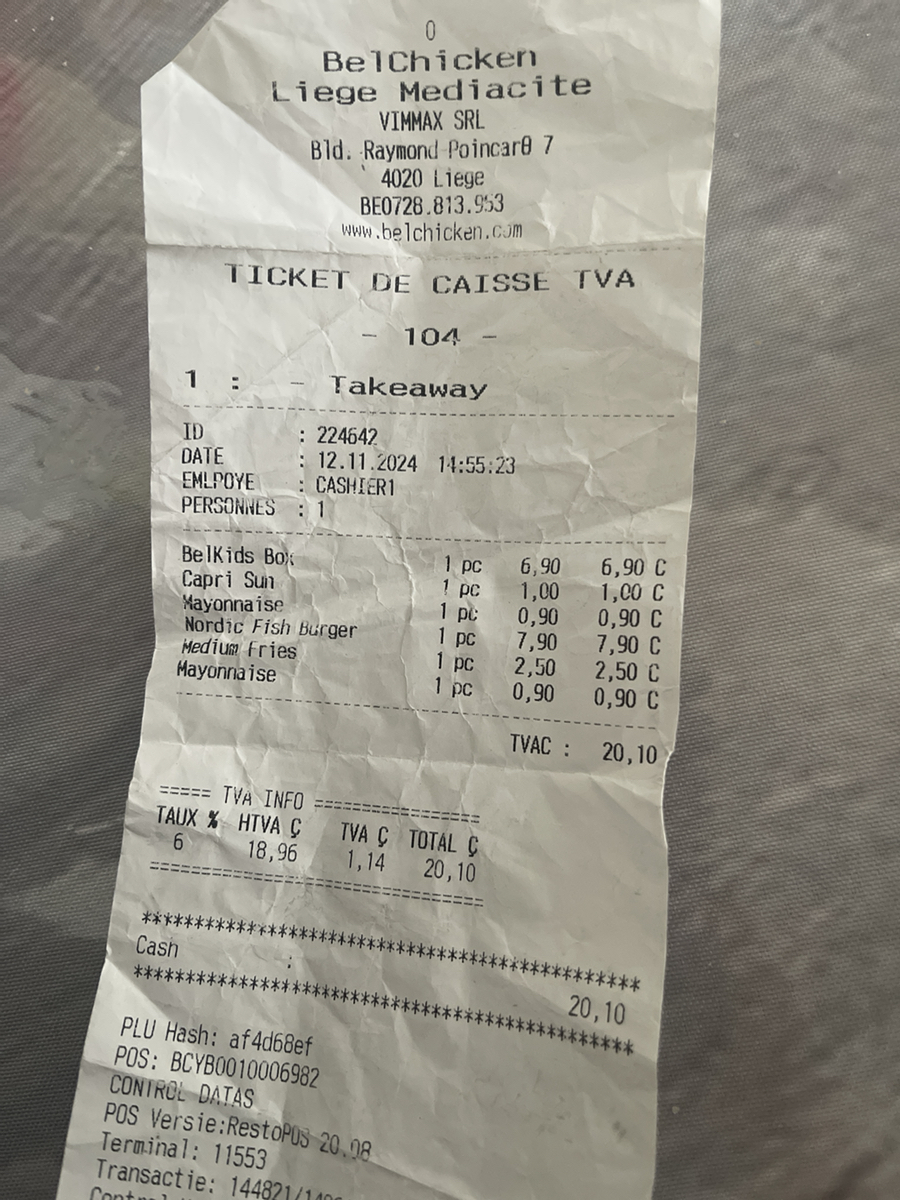 0
BelChicken
Liege Mediacite
VIMMAX SRL
Bld. Raymond Poincar0 7
4020 Liege
BE0728.813.953
www.belchicken.com
TICKET DE CAISSE TVA
- 104 -
1 : - Takeaway
ID : 224642
DATE : 12.11.2024 14:55:23
EMLPOYE : CASHIER1
PERSONNES : 1
BelKids Box 1 pc 6,90 6,90 C
Capri Sun 1 pc 1,00 1,00 C
Mayonnaise 1 pc 0,90 0,90 C
Nordic Fish Burger 1 pc 7,90 7,90 C
Medium Fries 1 pc 2,50 2,50 C
Mayonnaise 1 pc 0,90 0,90 C
TVAC : 20,10
===== TVA INFO ================
TAUX % HTVA Ç TVA Ç TOTAL Ç
6 18,96 1,14 20,10
================================
******************************************
Cash : 20,10
******************************************
PLU Hash: af4d68ef
POS: BCYB0010006982
CONTROL DATAS
POS Versie:RestoPOS 20.08
Terminal: 11553
Transactie: 144821/